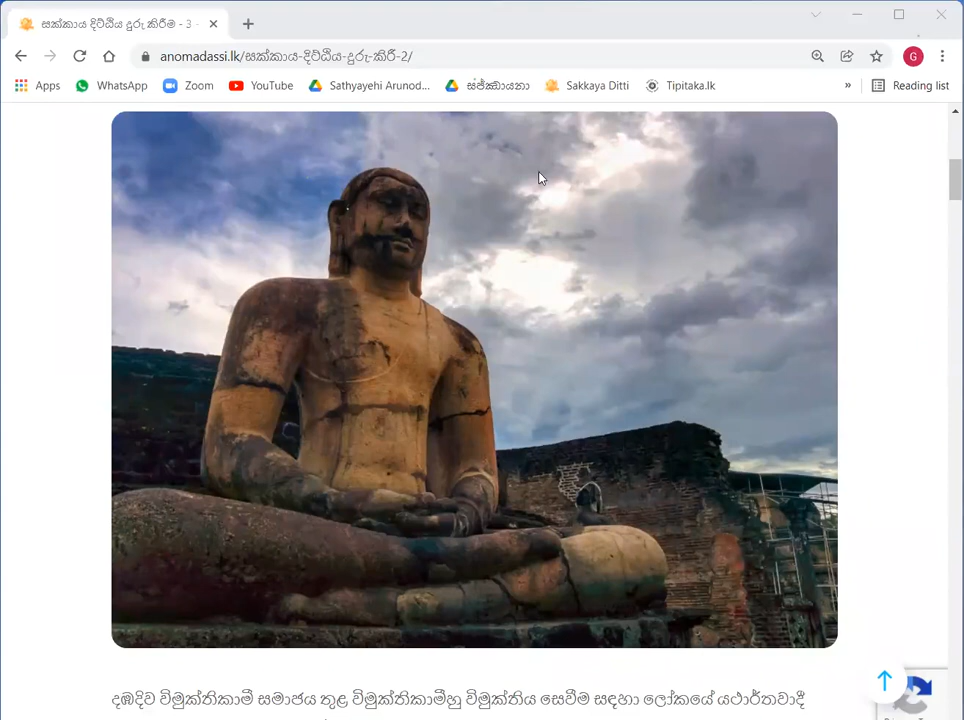 සක්කාය දිට්ඨිය දුරු කිරීම - 3 -
anomadassi.lk/සක්කාය-දිට්ඨිය-දුරු-කිරී-2/
G
Apps WhatsApp Zoom YouTube Sathyayehi Arunod... ස්ජ්ඣායනා Sakkaya Ditti Tipitaka.lk » Reading list
දඹදිව විමුක්තිකාමී සමාජය තුළ විමුක්තිකාමීහු විමුක්තිය සෙවීම සඳහා ලෝකයේ යථාර්තවාදී